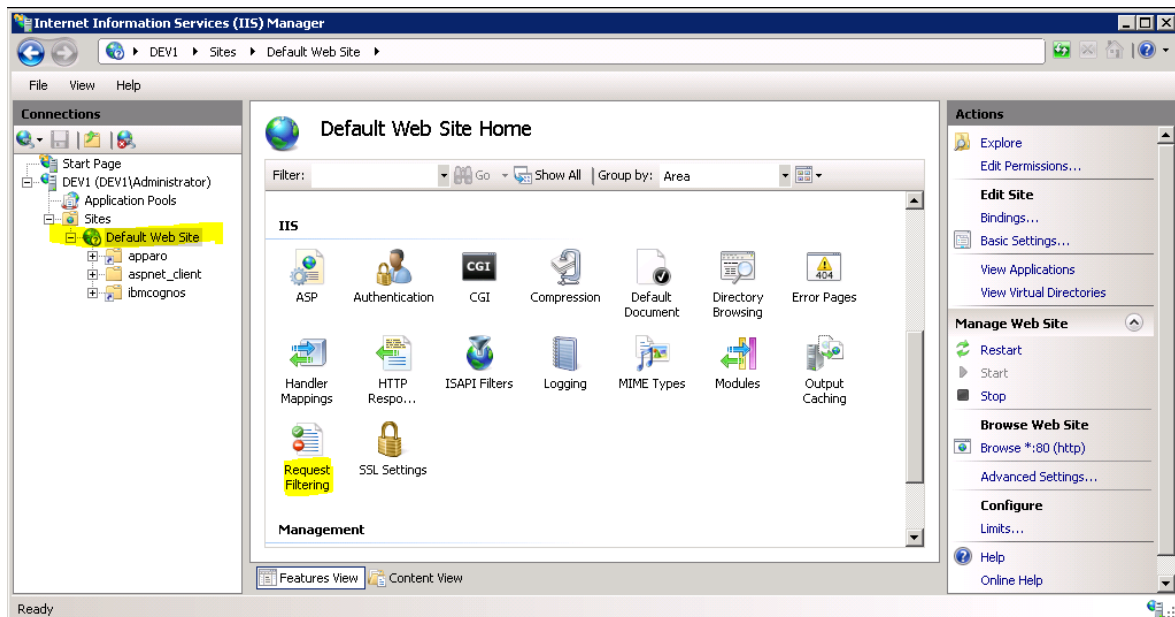 Internet Information Services (IIS) Manager
DEV1 Sites Default Web Site
File View Help
Connections
Start Page
DEV1 (DEV1\Administrator)
Application Pools
Sites
Default Web Site
apparo
aspnet_client
ibmcognos
Default Web Site Home
Filter: Go Show All Group by: Area
IIS
ASP Authentication CGI Compression Default Document Directory Browsing Error Pages
Handler Mappings HTTP Respo... ISAPI Filters Logging MIME Types Modules Output Caching
Request Filtering SSL Settings
Management
Features View Content View
Actions
Explore
Edit Permissions...
Edit Site
Bindings...
Basic Settings...
View Applications
View Virtual Directories
Manage Web Site
Restart
Start
Stop
Browse Web Site
Browse *:80 (http)
Advanced Settings...
Configure
Limits...
Help
Online Help
Ready